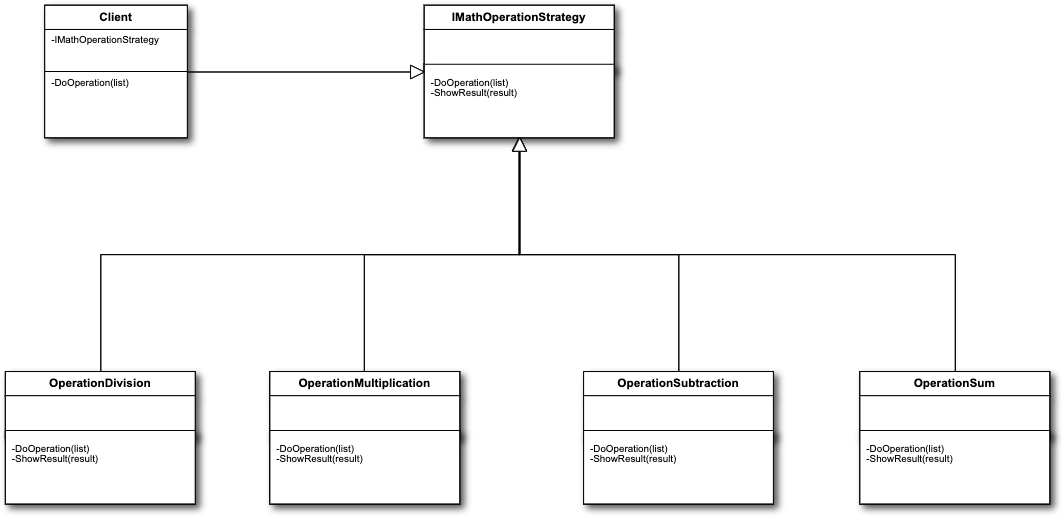 Client
-IMathOperationStrategy
-DoOperation(list)
IMathOperationStrategy
-DoOperation(list)
-ShowResult(result)
OperationDivision
-DoOperation(list)
-ShowResult(result)
OperationMultiplication
-DoOperation(list)
-ShowResult(result)
OperationSubtraction
-DoOperation(list)
-ShowResult(result)
OperationSum
-DoOperation(list)
-ShowResult(result)